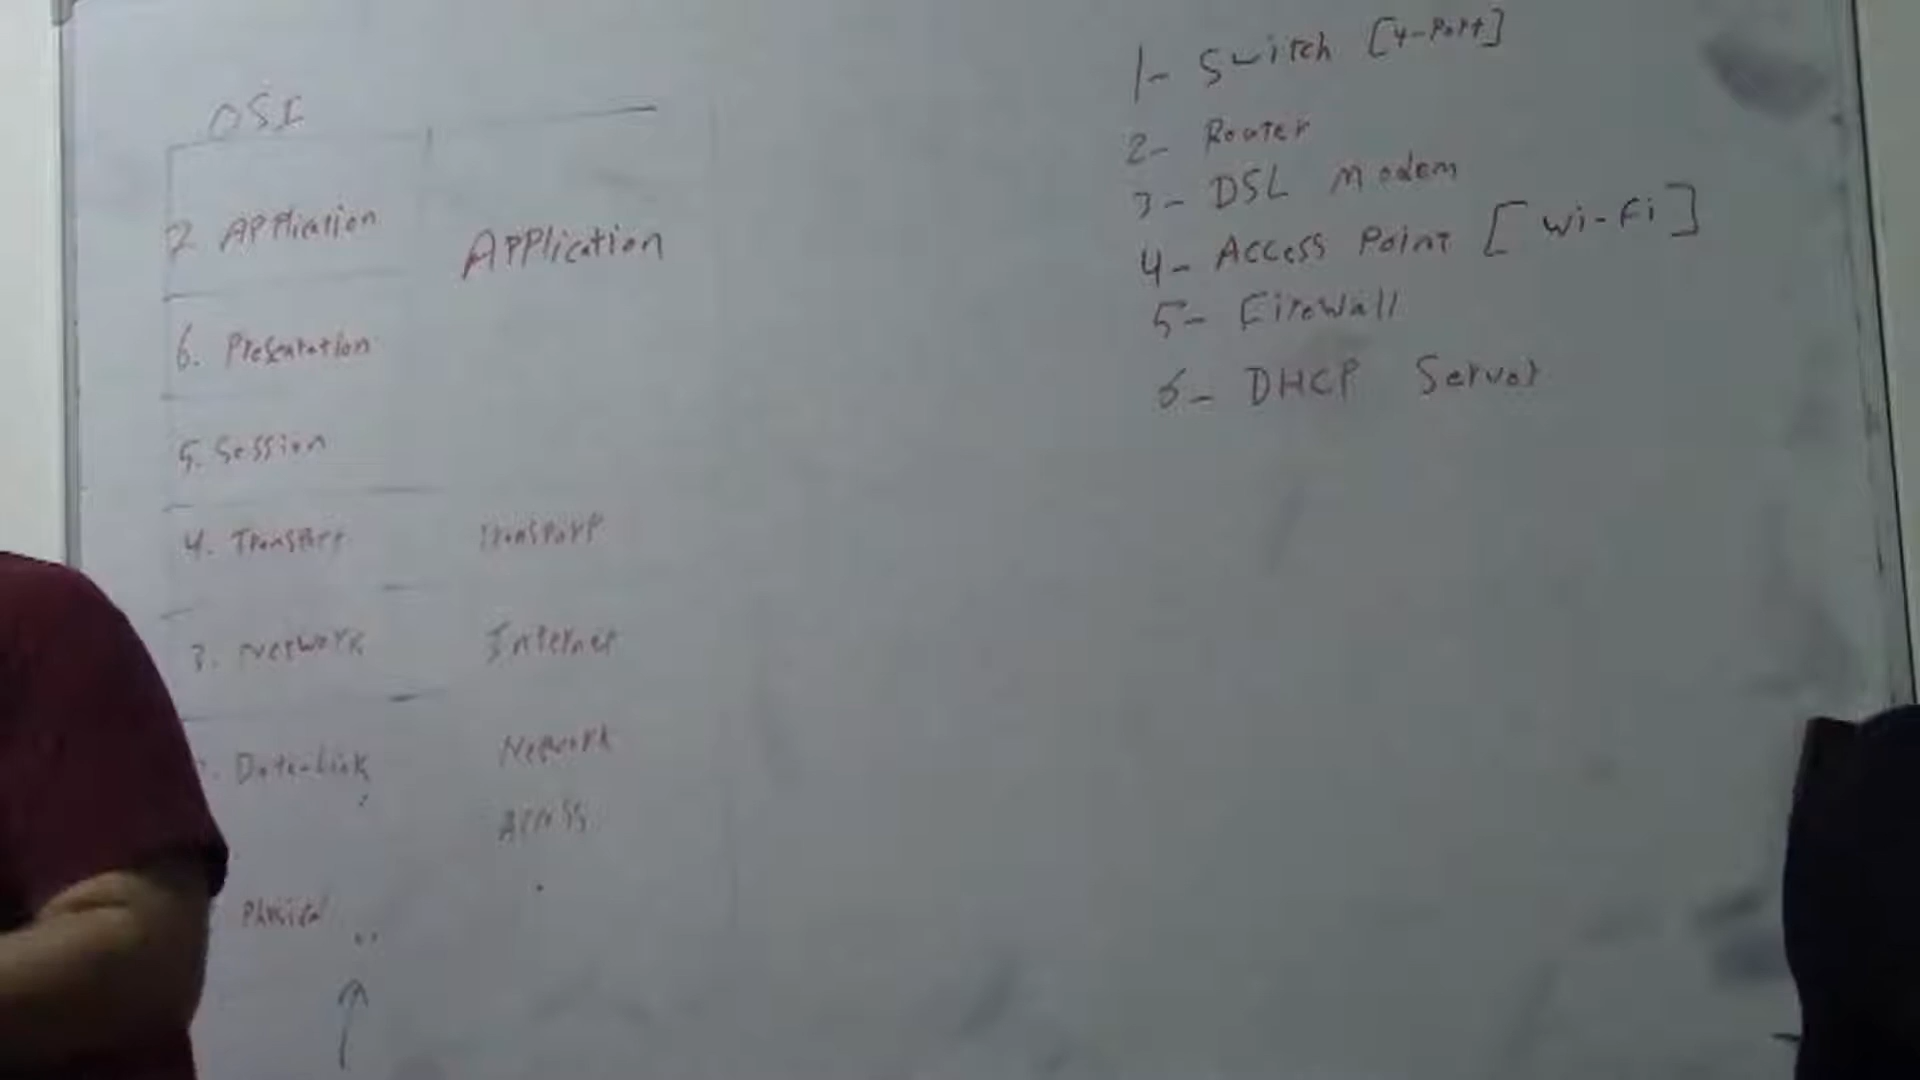 OSI
7. Application
Application
6. Presentation
5. Session
4. Transport
Transport
3. Network
Internet
Data-Link
Network
Access
Physical
1- Switch [4-Port]
2- Router
3- DSL Modem
4- Access Point [Wi-Fi]
5- Firewall
6- DHCP Server